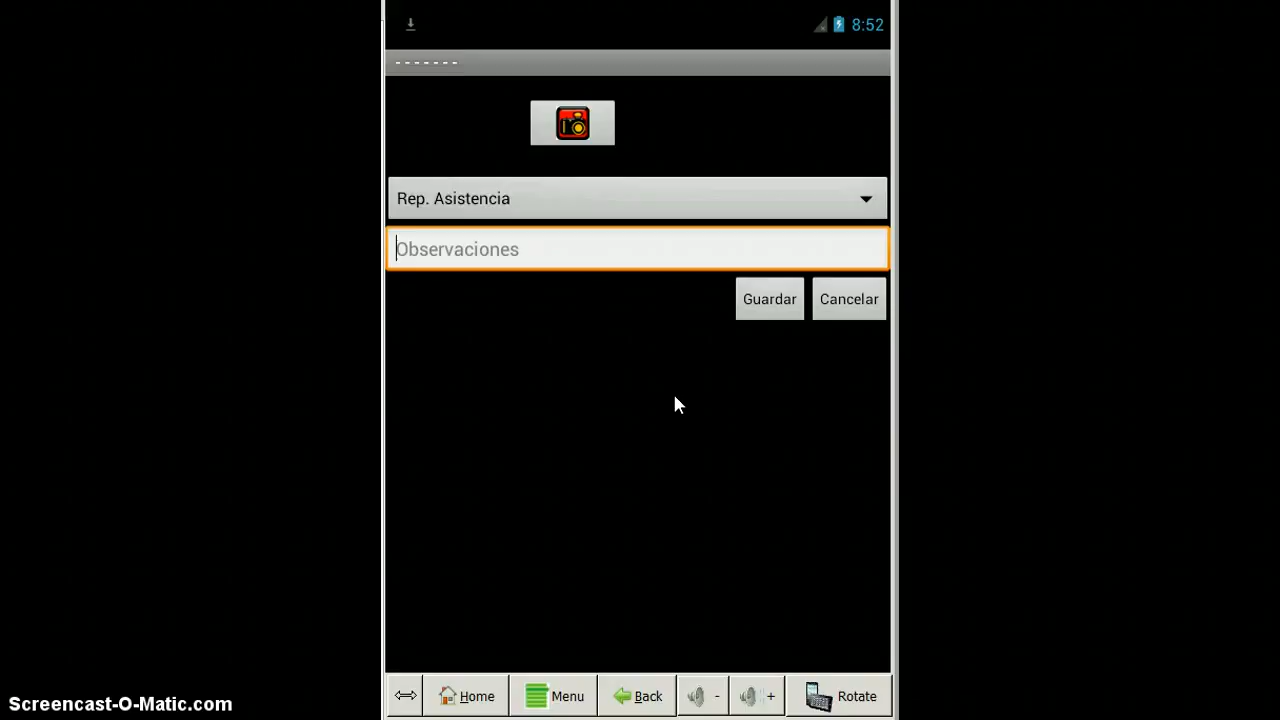 8:52
-------
Rep. Asistencia
Observaciones
Guardar Cancelar
Home Menu Back - + Rotate
Screencast-O-Matic.com